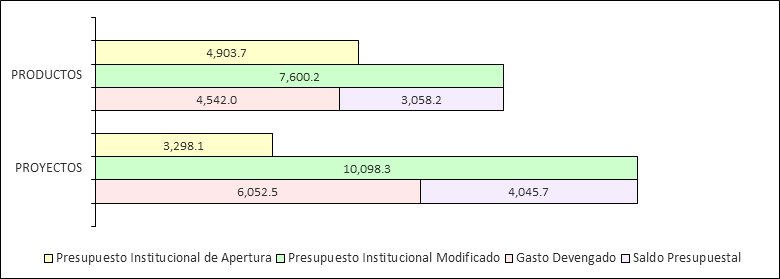 4,903.7
PRODUCTOS
7,600.2
4,542.0 3,058.2
3,298.1
PROYECTOS
10,098.3
6,052.5 4,045.7
Presupuesto Institucional de Apertura Presupuesto Institucional Modificado Gasto Devengado Saldo Presupuestal